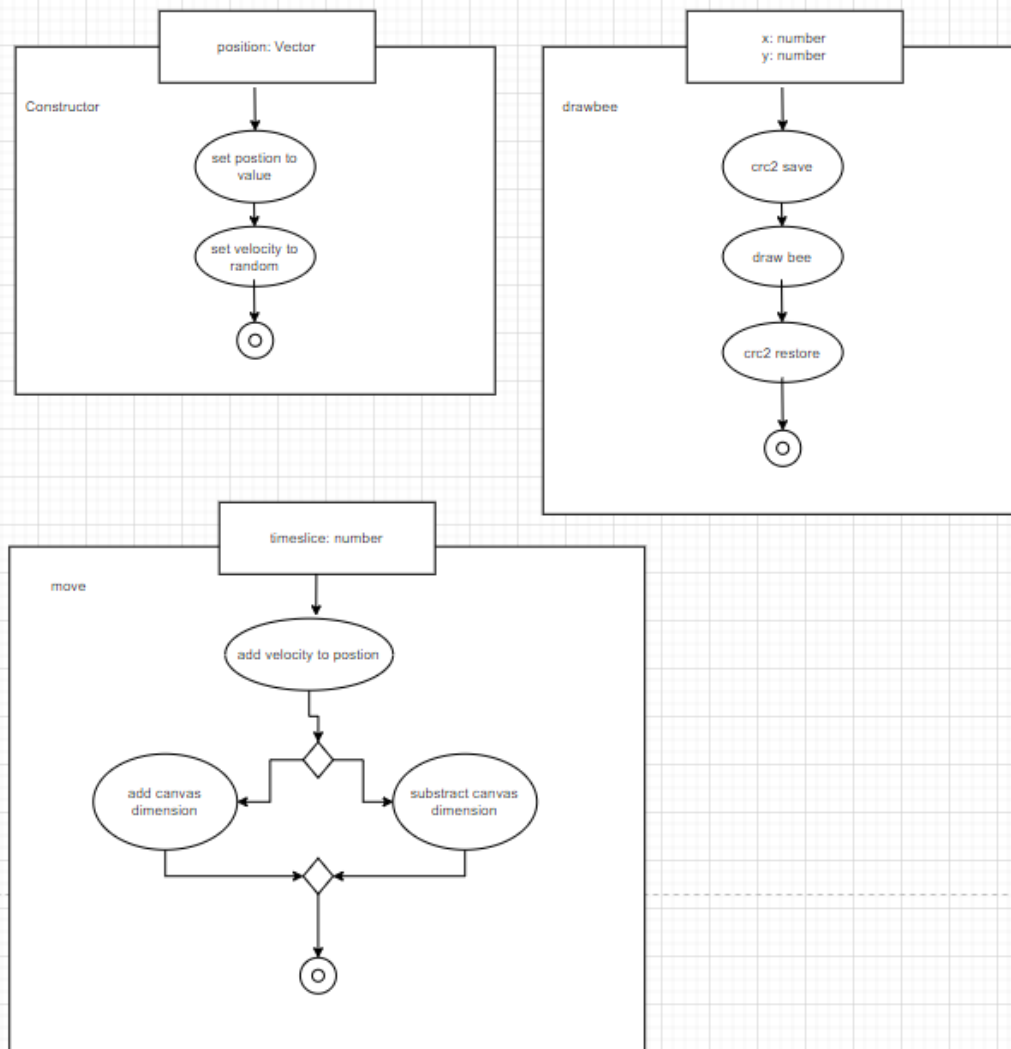 position: Vector
Constructor
set postion to
value
set velocity to
random
x: number
y: number
drawbee
crc2 save
draw bee
crc2 restore
timeslice: number
move
add velocity to postion
add canvas
dimension
substract canvas
dimension